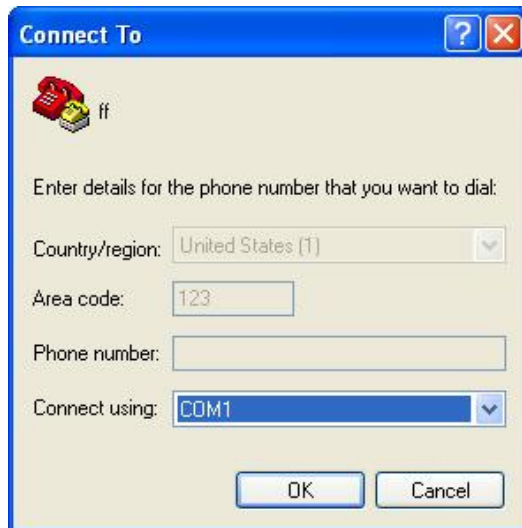 Connect To
ff
Enter details for the phone number that you want to dial:
Country/region: United States (1)
Area code: 123
Phone number:
Connect using: COM1
OK Cancel